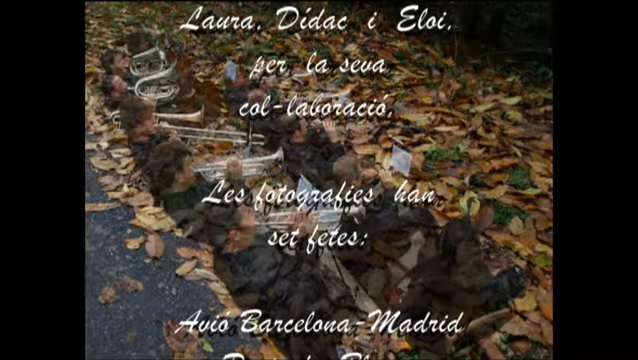 Laura, Dídac i Eloi,
per la seva
col-laboració,
Les fotografies han
set fetes:
Avió Barcelona-Madrid